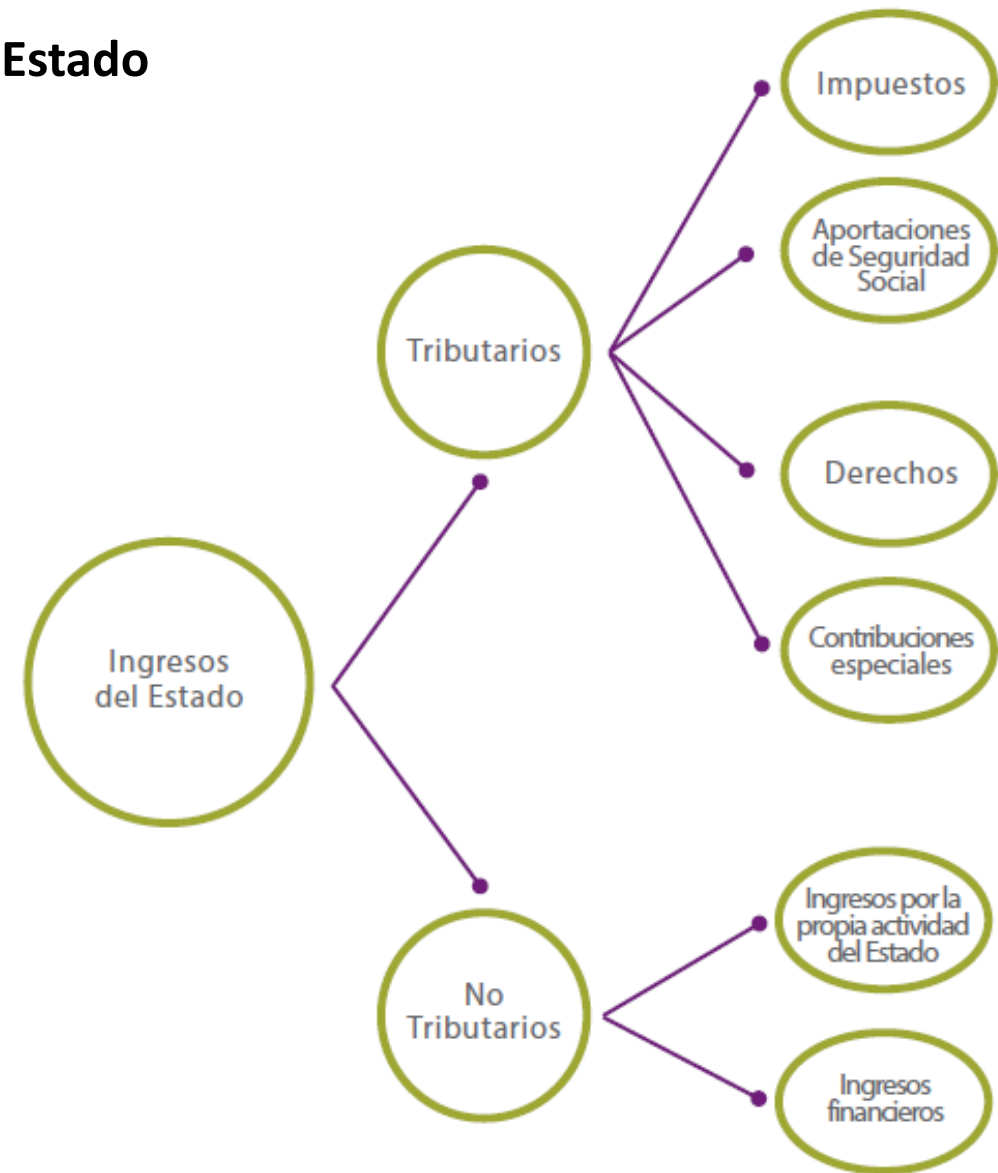 Estado
Impuestos
Aportaciones
de Seguridad
Social
Tributarios
Derechos
Contribuciones
especiales
Ingresos
del Estado
Ingresos por la
propia actividad
del Estado
No
Tributarios
Ingresos
financieros